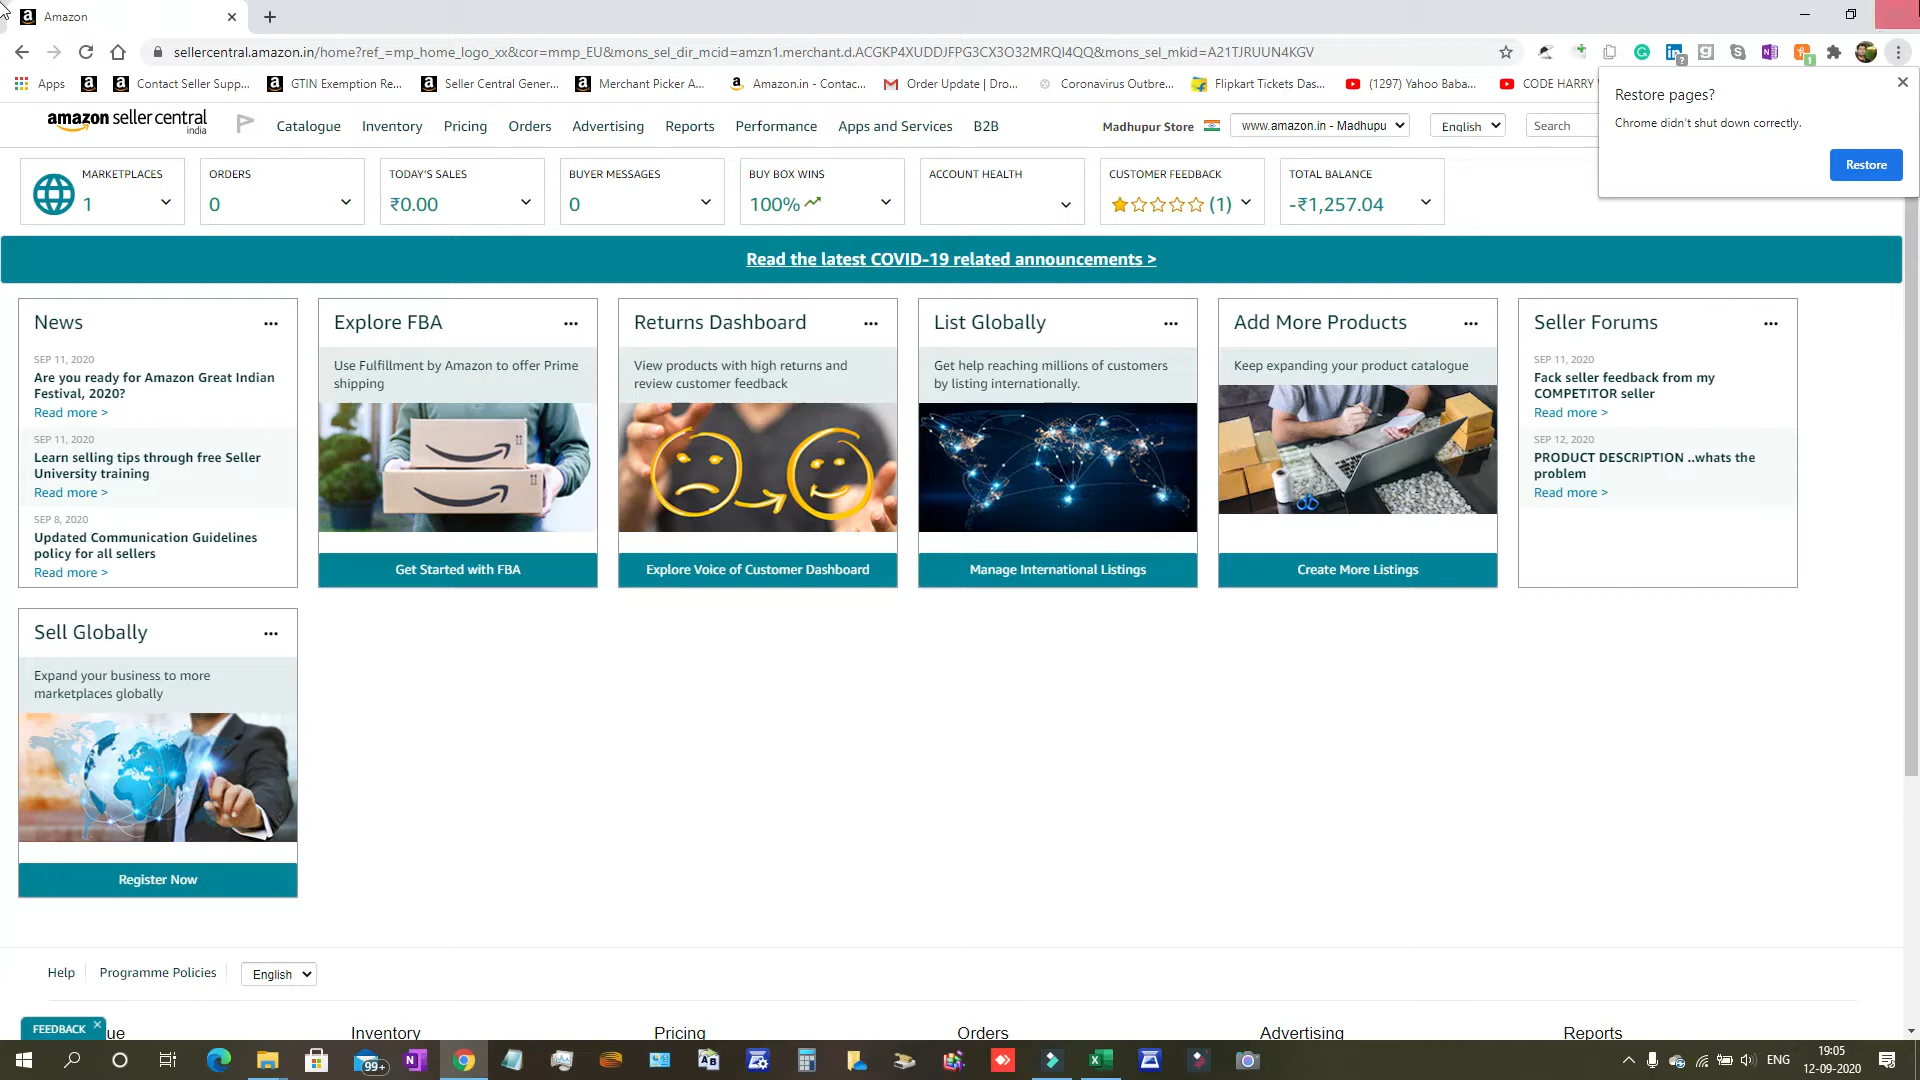 Amazon
sellercentral.amazon.in/home?ref_=mp_home_logo_xx&cor=mmp_EU&mons_sel_dir_mcid=amzn1.merchant.d.ACGKP4XUDDJFPG3CX3O32MRQI4QQ&mons_sel_mkid=A21TJRUUN4KGV
Apps Contact Seller Supp... GTIN Exemption Re... Seller Central Gener... Merchant Picker A... Amazon.in - Contac... Order Update | Dro... Coronavirus Outbre... Flipkart Tickets Das... (1297) Yahoo Baba... CODE HARRY
Restore pages?
Chrome didn't shut down correctly.
Restore
amazon seller central
india
Catalogue Inventory Pricing Orders Advertising Reports Performance Apps and Services B2B
Madhupur Store www.amazon.in - Madhupu English Search
MARKETPLACES
1
ORDERS
0
TODAY'S SALES
₹0.00
BUYER MESSAGES
0
BUY BOX WINS
100%
ACCOUNT HEALTH
CUSTOMER FEEDBACK
(1)
TOTAL BALANCE
-₹1,257.04
Read the latest COVID-19 related announcements >
News
SEP 11, 2020
Are you ready for Amazon Great Indian
Festival, 2020?
Read more >
SEP 11, 2020
Learn selling tips through free Seller
University training
Read more >
SEP 8, 2020
Updated Communication Guidelines
policy for all sellers
Read more >
Explore FBA
Use Fulfillment by Amazon to offer Prime
shipping
Get Started with FBA
Returns Dashboard
View products with high returns and
review customer feedback
Explore Voice of Customer Dashboard
List Globally
Get help reaching millions of customers
by listing internationally.
Manage International Listings
Add More Products
Keep expanding your product catalogue
Create More Listings
Seller Forums
SEP 11, 2020
Fack seller feedback from my
COMPETITOR seller
Read more >
SEP 12, 2020
PRODUCT DESCRIPTION ..whats the
problem
Read more >
Sell Globally
Expand your business to more
marketplaces globally
Register Now
Help Programme Policies English
FEEDBACK
ue Inventory Pricing Orders Advertising Reports
99+
ENG
19:05
12-09-2020